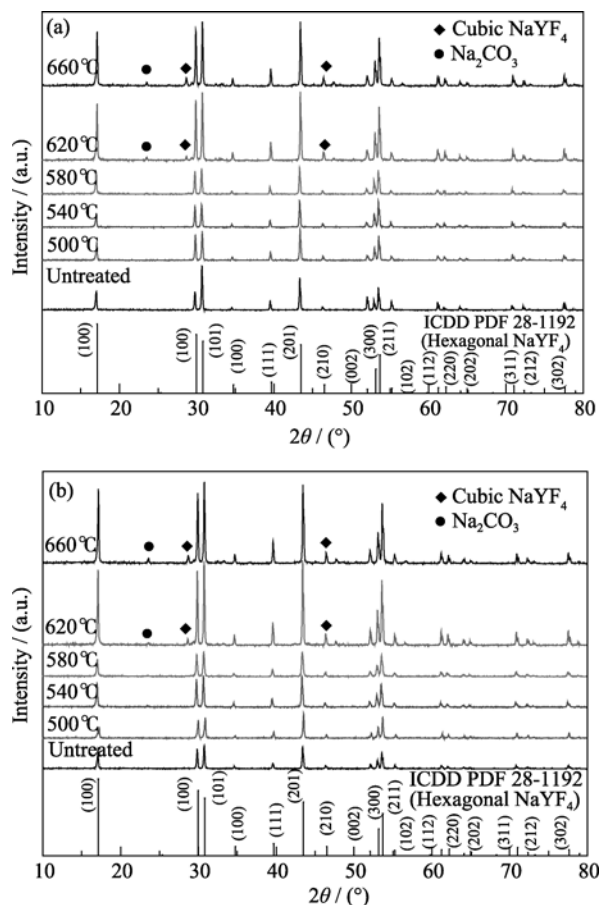 (a)
◆ Cubic NaYF₄
● Na₂CO₃
660℃
620℃
580℃
540℃
500℃
Untreated
ICDD PDF 28-1192
(Hexagonal NaYF₄)
(100)
(100)
(101)
(100)
(111)
(201)
(210)
(002)
(300)
(211)
(102)
(112)
(220)
(202)
(311)
(212)
(302)
10 20 30 40 50 60 70 80
2θ / (°)
Intensity / (a.u.)
(b)
◆ Cubic NaYF₄
● Na₂CO₃
660℃
620℃
580℃
540℃
500℃
Untreated
ICDD PDF 28-1192
(Hexagonal NaYF₄)
(100)
(100)
(101)
(100)
(111)
(201)
(210)
(002)
(300)
(211)
(102)
(112)
(220)
(202)
(311)
(212)
(302)
10 20 30 40 50 60 70 80
2θ / (°)
Intensity / (a.u.)